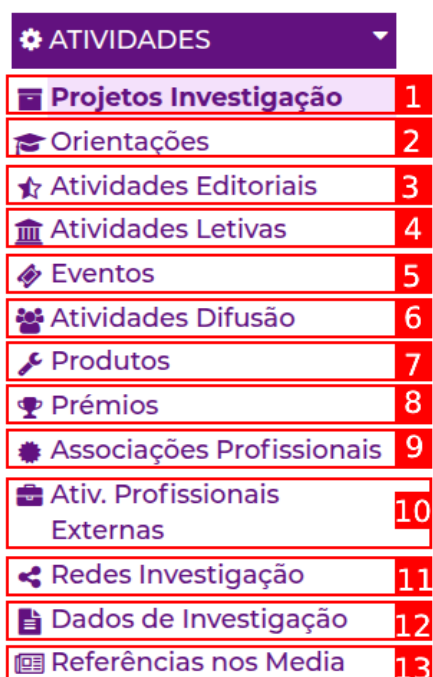 ATIVIDADES
Projetos Investigação 1
Orientações 2
Atividades Editoriais 3
Atividades Letivas 4
Eventos 5
Atividades Difusão 6
Produtos 7
Prémios 8
Associações Profissionais 9
Ativ. Profissionais
Externas 10
Redes Investigação 11
Dados de Investigação 12
Referências nos Media 13